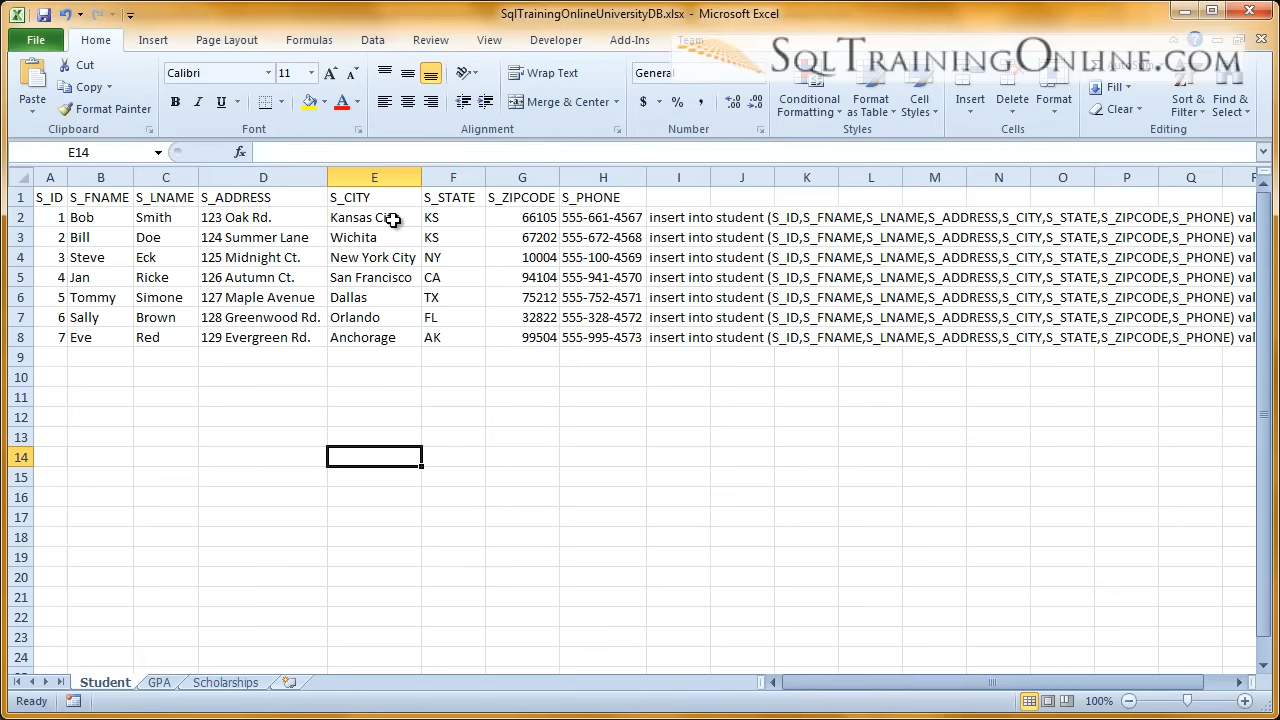 SqlTrainingOnlineUniversityDB.xlsx - Microsoft Excel
File Home Insert Page Layout Formulas Data Review View Developer Add-Ins Team
SQLTRAININGONLINE.COM
Paste Cut Copy Format Painter Clipboard
Calibri 11 B I U A Font
Wrap Text Merge & Center Alignment
General $ % , Number
Conditional Formatting Format as Table Cell Styles Styles
Insert Delete Format Cells
Fill Clear Sort & Filter Find & Select Editing
E14 fx
A B C D E F G H I J K L M N O P Q
1 S_ID S_FNAME S_LNAME S_ADDRESS S_CITY S_STATE S_ZIPCODE S_PHONE
2 1 Bob Smith 123 Oak Rd. Kansas City KS 66105 555-661-4567 insert into student (S_ID,S_FNAME,S_LNAME,S_ADDRESS,S_CITY,S_STATE,S_ZIPCODE,S_PHONE) val
3 2 Bill Doe 124 Summer Lane Wichita KS 67202 555-672-4568 insert into student (S_ID,S_FNAME,S_LNAME,S_ADDRESS,S_CITY,S_STATE,S_ZIPCODE,S_PHONE) val
4 3 Steve Eck 125 Midnight Ct. New York City NY 10004 555-100-4569 insert into student (S_ID,S_FNAME,S_LNAME,S_ADDRESS,S_CITY,S_STATE,S_ZIPCODE,S_PHONE) val
5 4 Jan Ricke 126 Autumn Ct. San Francisco CA 94104 555-941-4570 insert into student (S_ID,S_FNAME,S_LNAME,S_ADDRESS,S_CITY,S_STATE,S_ZIPCODE,S_PHONE) val
6 5 Tommy Simone 127 Maple Avenue Dallas TX 75212 555-752-4571 insert into student (S_ID,S_FNAME,S_LNAME,S_ADDRESS,S_CITY,S_STATE,S_ZIPCODE,S_PHONE) val
7 6 Sally Brown 128 Greenwood Rd. Orlando FL 32822 555-328-4572 insert into student (S_ID,S_FNAME,S_LNAME,S_ADDRESS,S_CITY,S_STATE,S_ZIPCODE,S_PHONE) val
8 7 Eve Red 129 Evergreen Rd. Anchorage AK 99504 555-995-4573 insert into student (S_ID,S_FNAME,S_LNAME,S_ADDRESS,S_CITY,S_STATE,S_ZIPCODE,S_PHONE) val
9
10
11
12
13
14
15
16
17
18
19
20
21
22
23
24
Student GPA Scholarships
Ready 100%